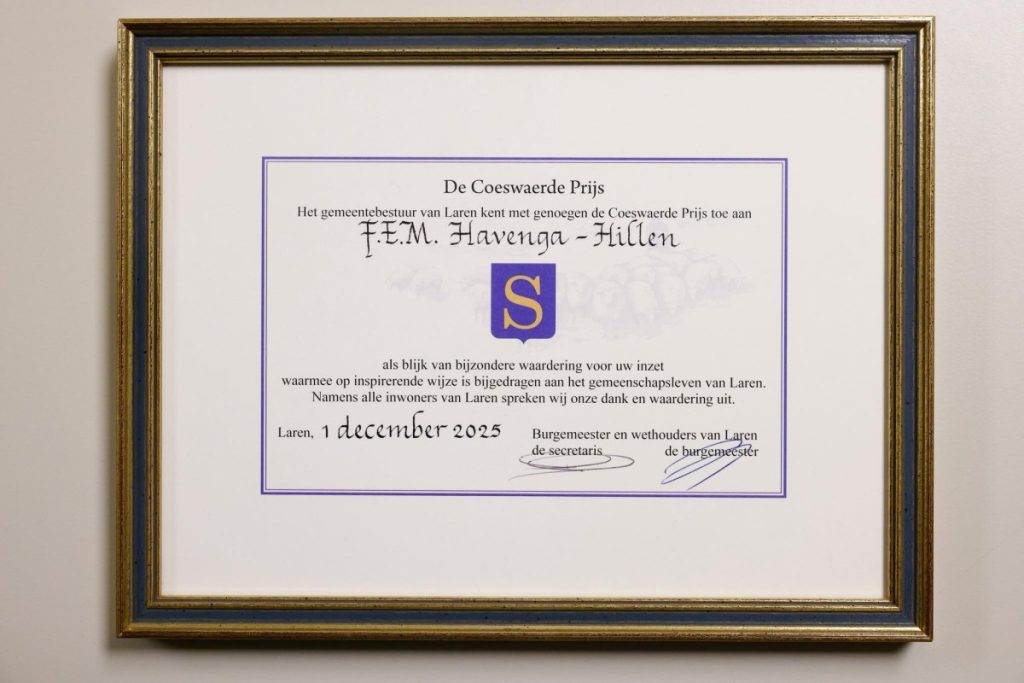 De Coeswaerde Prijs
Het gemeentebestuur van Laren kent met genoegen de Coeswaerde Prijs toe aan
F.E.M. Havenga - Hillen
S
als blijk van bijzondere waardering voor uw inzet
waarmee op inspirerende wijze is bijgedragen aan het gemeenschapsleven van Laren.
Namens alle inwoners van Laren spreken wij onze dank en waardering uit.
Laren, 1 december 2025
Burgemeester en wethouders van Laren
de secretaris de burgemeester